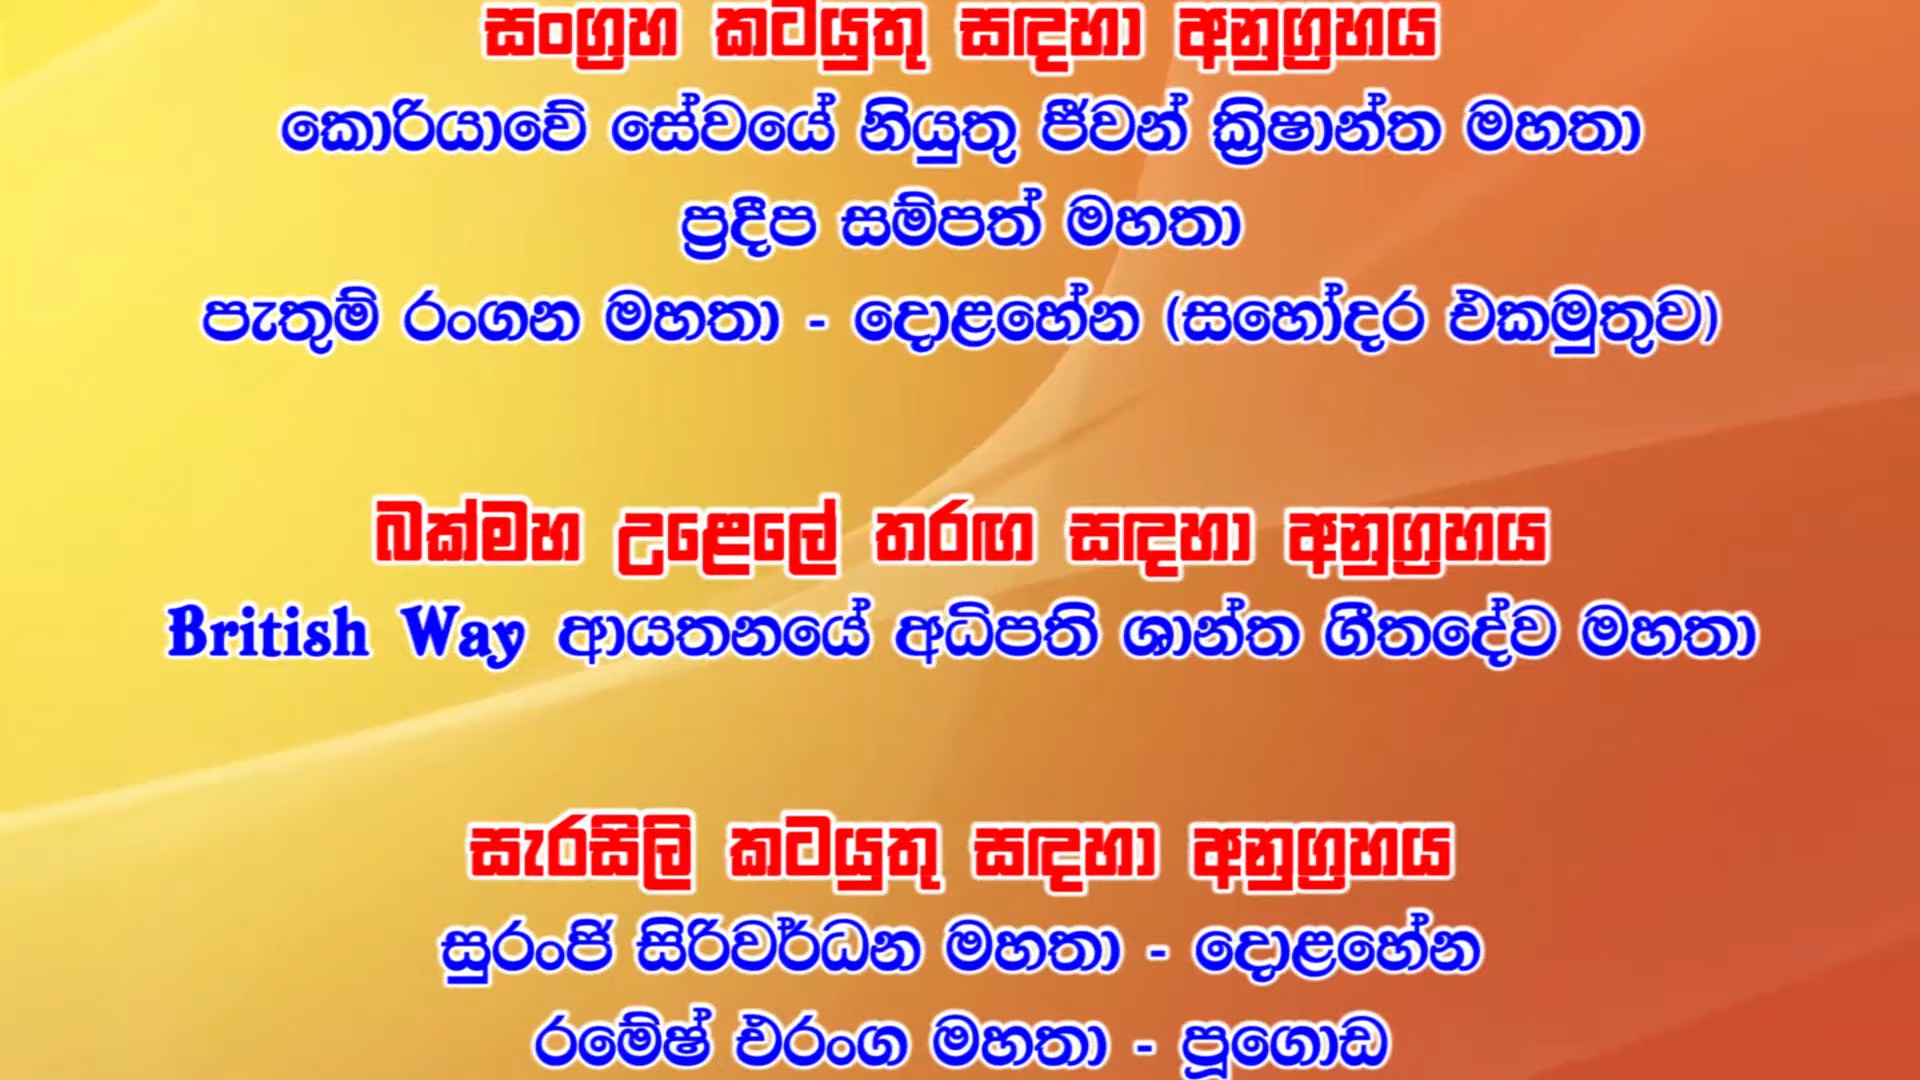 සංග්‍රහ කටයුතු සඳහා අනුග්‍රහය
කොරියාවේ සේවයේ නියුතු ජීවන් ක්‍රිෂාන්ත මහතා
ප්‍රදීප සම්පත් මහතා
පැතුම් රංගන මහතා - දොළහේන (සහෝදර එකමුතුව)
බක්මහ උළෙලේ තරඟ සඳහා අනුග්‍රහය
British Way ආයතනයේ අධිපති ශාන්ත ගීතදේව මහතා
සැරසිලි කටයුතු සඳහා අනුග්‍රහය
සුරංජි සිරිවර්ධන මහතා - දොළහේන
රමේෂ් එරංග මහතා - පූගොඩ